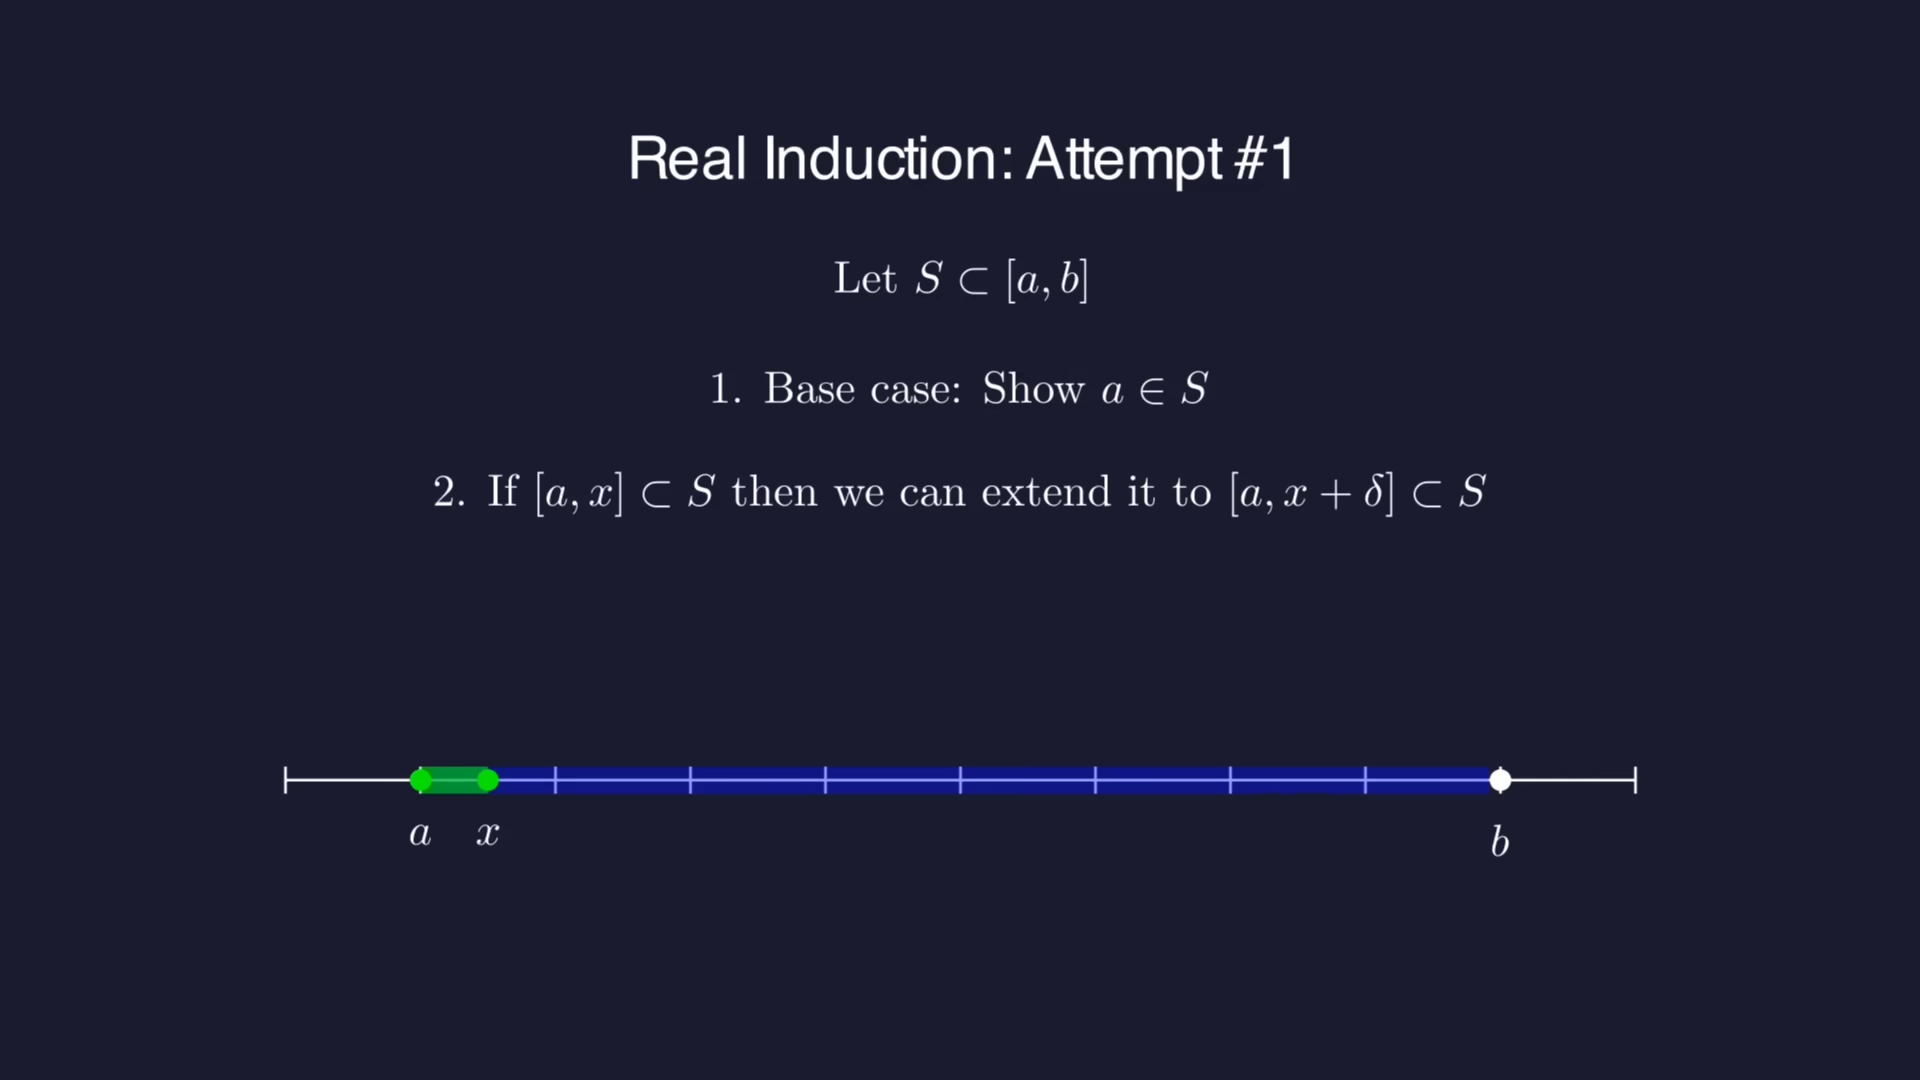 Real Induction: Attempt #1
Let S ⊂ [a, b]
1. Base case: Show a ∈ S
2. If [a, x] ⊂ S then we can extend it to [a, x + δ] ⊂ S
a x b